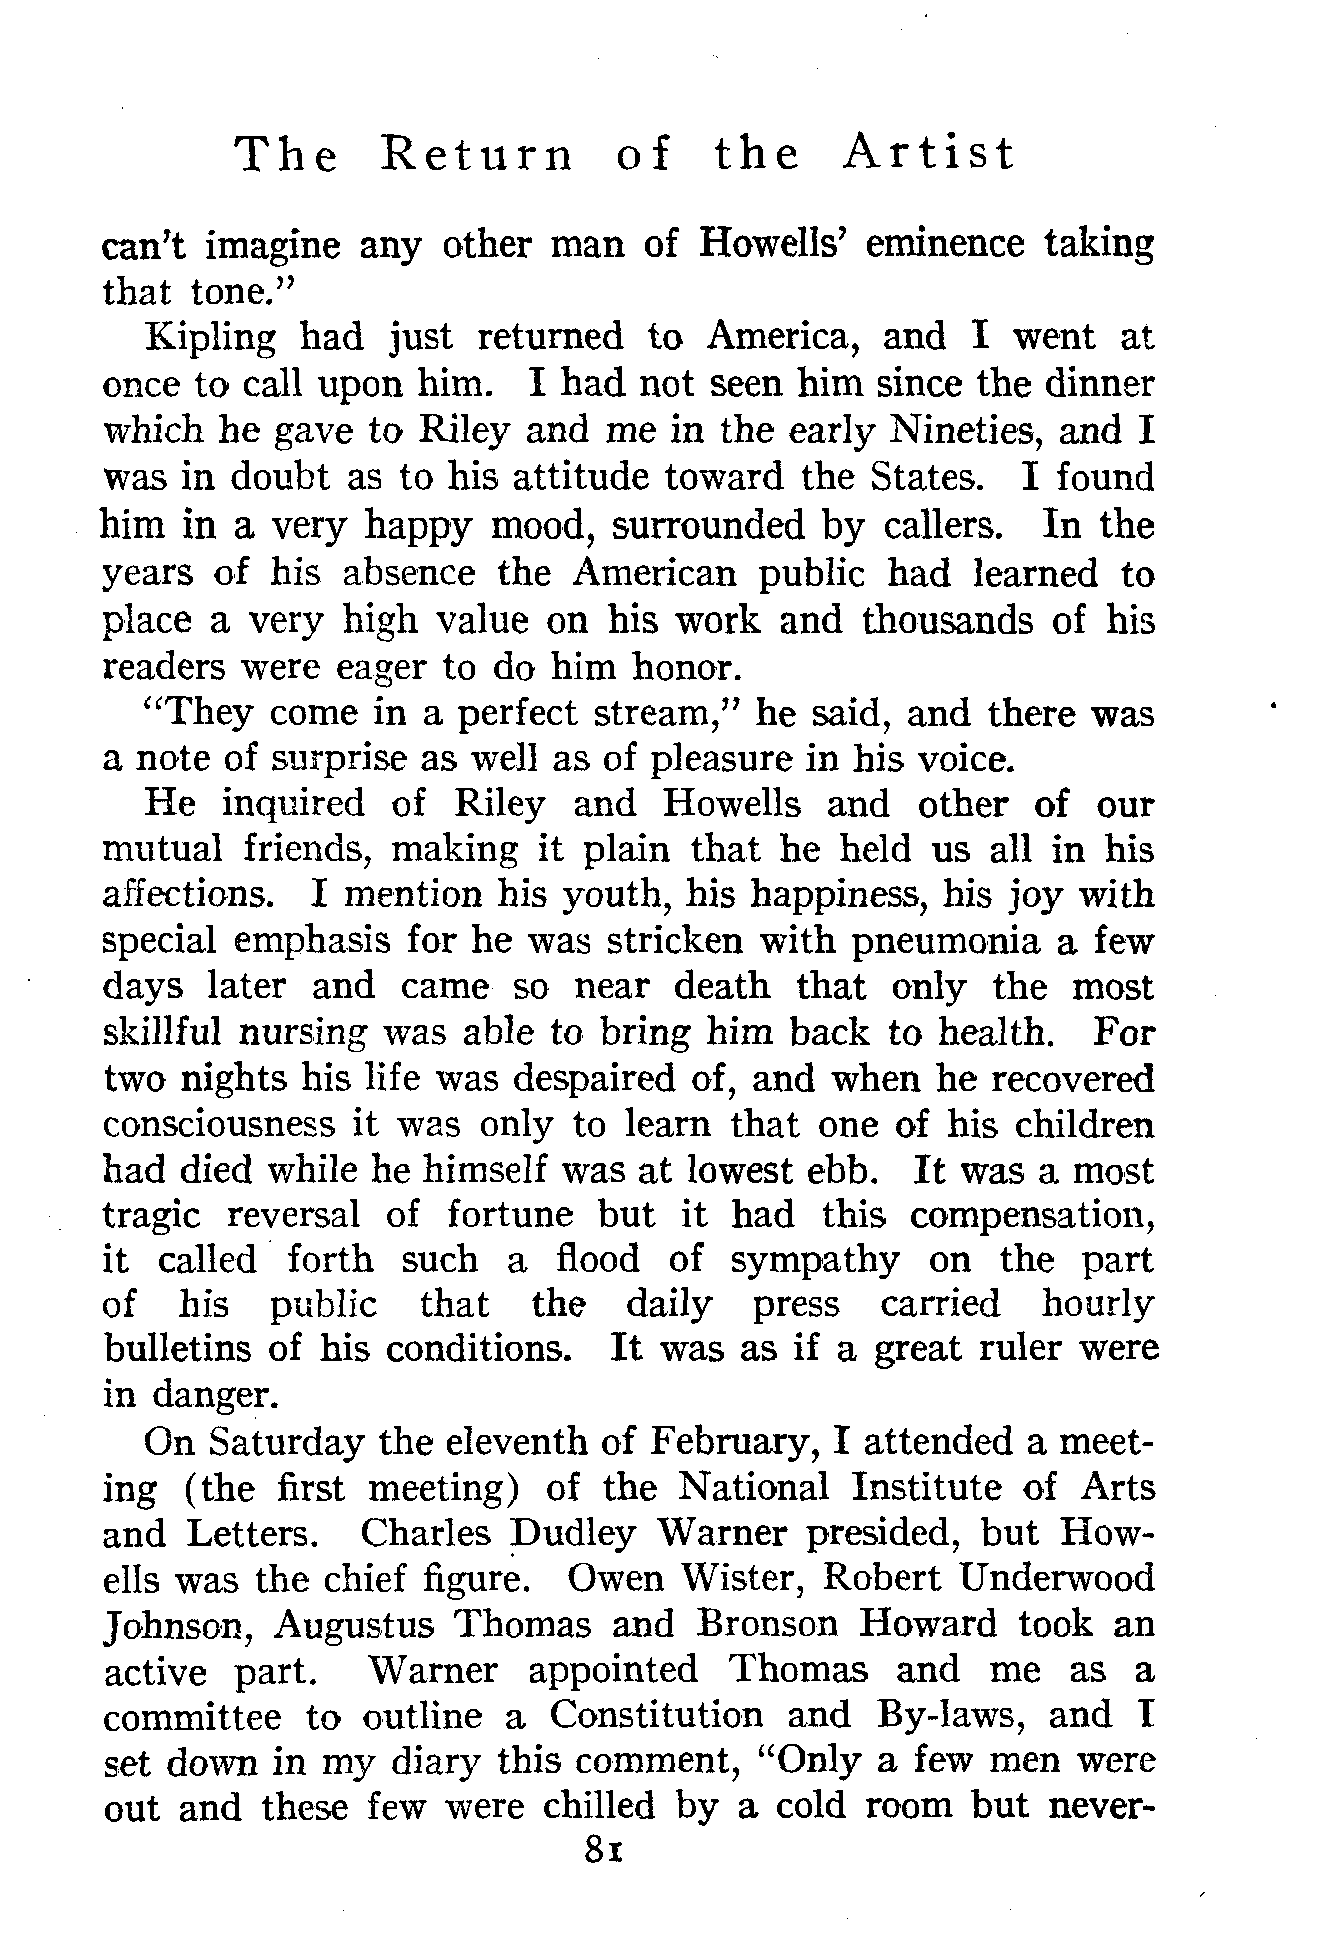 The Return of the Artist
can't imagine any other man of Howells' eminence taking
that tone."
Kipling had just returned to America, and I went at
once to call upon him. I had not seen him since the dinner
which he gave to Riley and me in the early Nineties, and I
was in doubt as to his attitude toward the States. I found
him in a very happy mood, surrounded by callers. In the
years of his absence the American public had learned to
place a very high value on his work and thousands of his
readers were eager to do him honor.
"They come in a perfect stream," he said, and there was
a note of surprise as well as of pleasure in his voice.
He inquired of Riley and Howells and other of our
mutual friends, making it plain that he held us all in his
affections. I mention his youth, his happiness, his joy with
special emphasis for he was stricken with pneumonia a few
days later and came so near death that only the most
skillful nursing was able to bring him back to health. For
two nights his life was despaired of, and when he recovered
consciousness it was only to learn that one of his children
had died while he himself was at lowest ebb. It was a most
tragic reversal of fortune but it had this compensation,
it called forth such a flood of sympathy on the part
of his public that the daily press carried hourly
bulletins of his conditions. It was as if a great ruler were
in danger.
On Saturday the eleventh of February, I attended a meet-
ing (the first meeting) of the National Institute of Arts
and Letters. Charles Dudley Warner presided, but How-
ells was the chief figure. Owen Wister, Robert Underwood
Johnson, Augustus Thomas and Bronson Howard took an
active part. Warner appointed Thomas and me as a
committee to outline a Constitution and By-laws, and I
set down in my diary this comment, "Only a few men were
out and these few were chilled by a cold room but never-
81